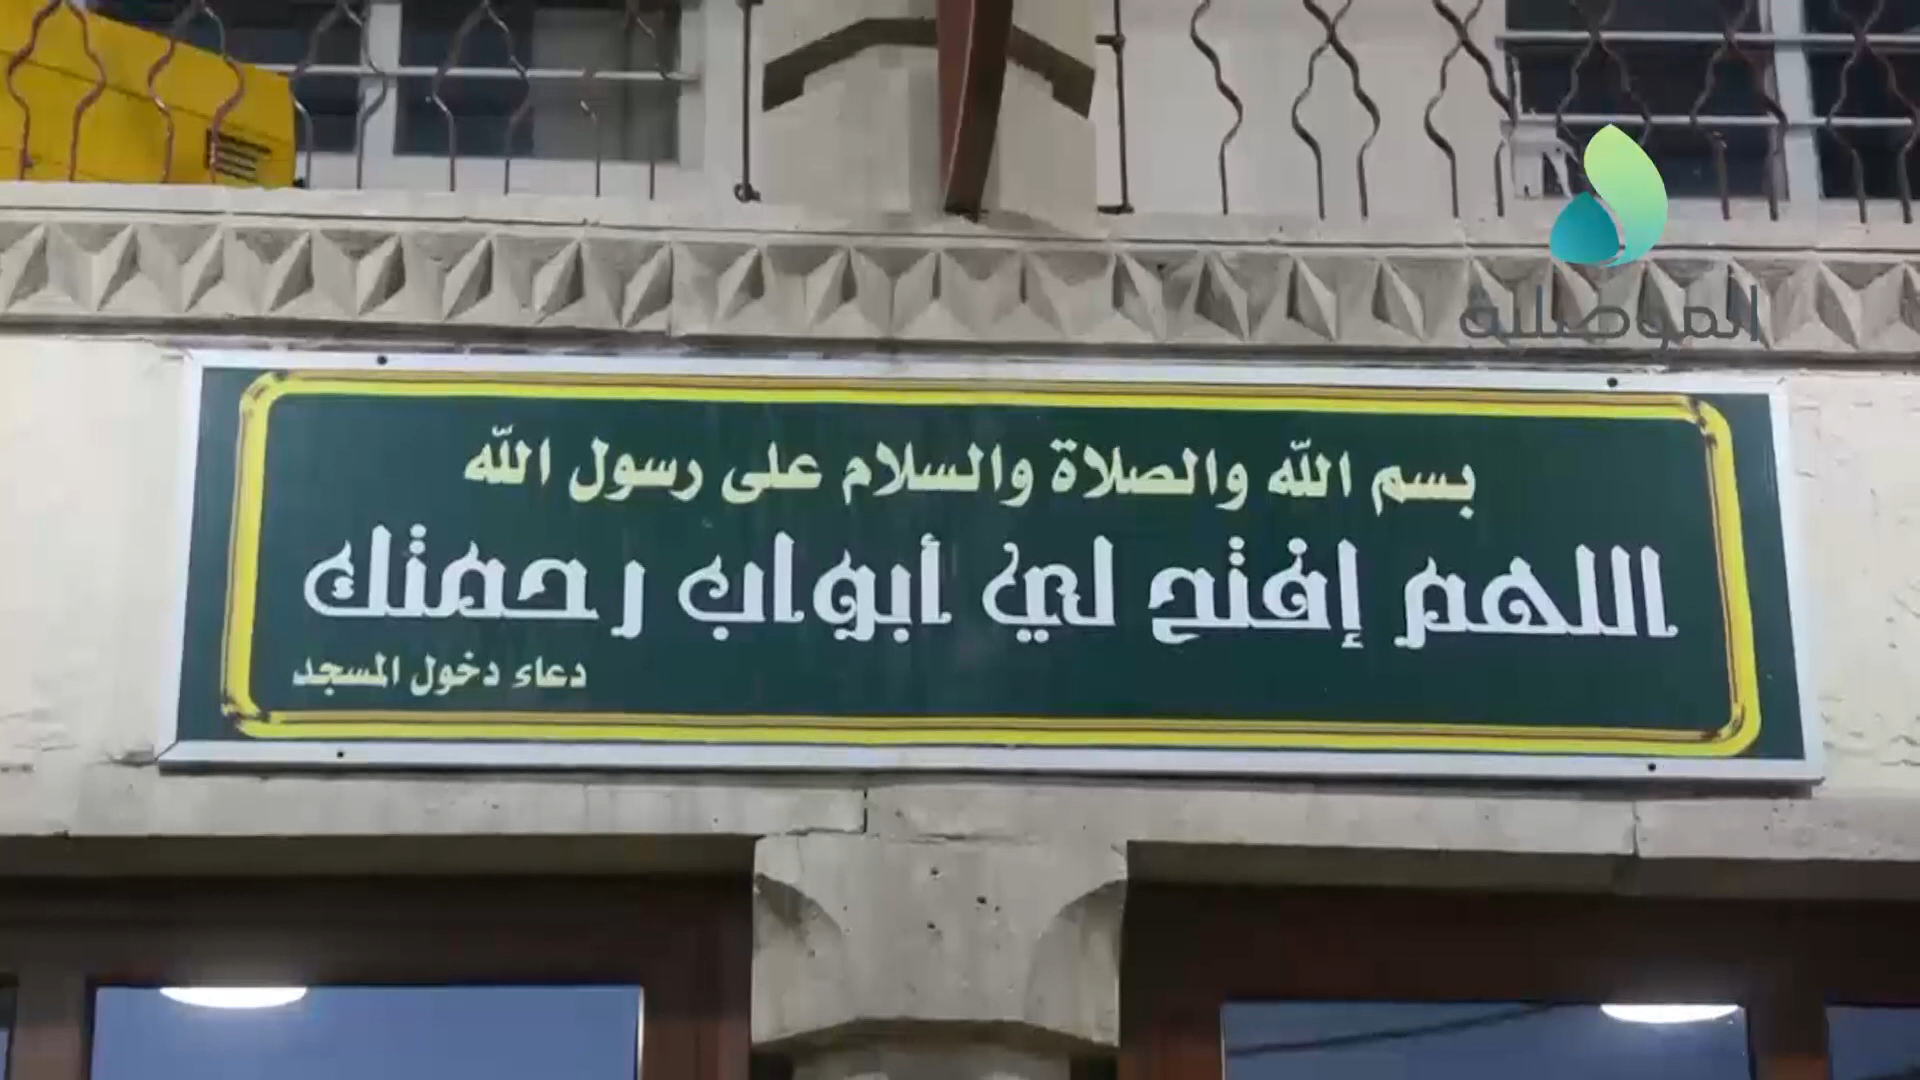 الموصلية
بسم الله والصلاة والسلام على رسول الله
اللهم إفتح لي أبواب رحمتك
دعاء دخول المسجد